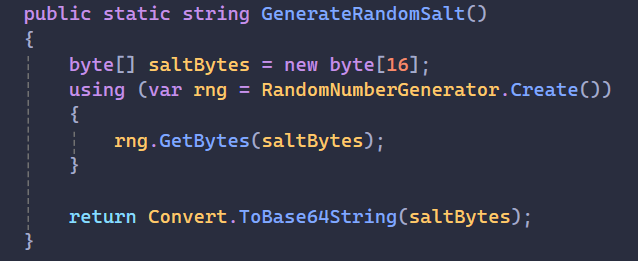 public static string GenerateRandomSalt()
{
    byte[] saltBytes = new byte[16];
    using (var rng = RandomNumberGenerator.Create())
    {
        rng.GetBytes(saltBytes);
    }

    return Convert.ToBase64String(saltBytes);
}